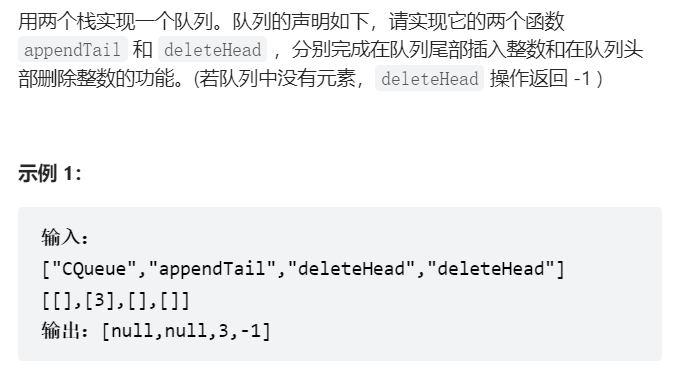 用两个栈实现一个队列。队列的声明如下，请实现它的两个函数
appendTail 和 deleteHead ，分别完成在队列尾部插入整数和在队列头
部删除整数的功能。(若队列中没有元素，deleteHead 操作返回 -1 )
示例 1：
输入：
["CQueue","appendTail","deleteHead","deleteHead"]
[[],[3],[],[]]
输出：[null,null,3,-1]